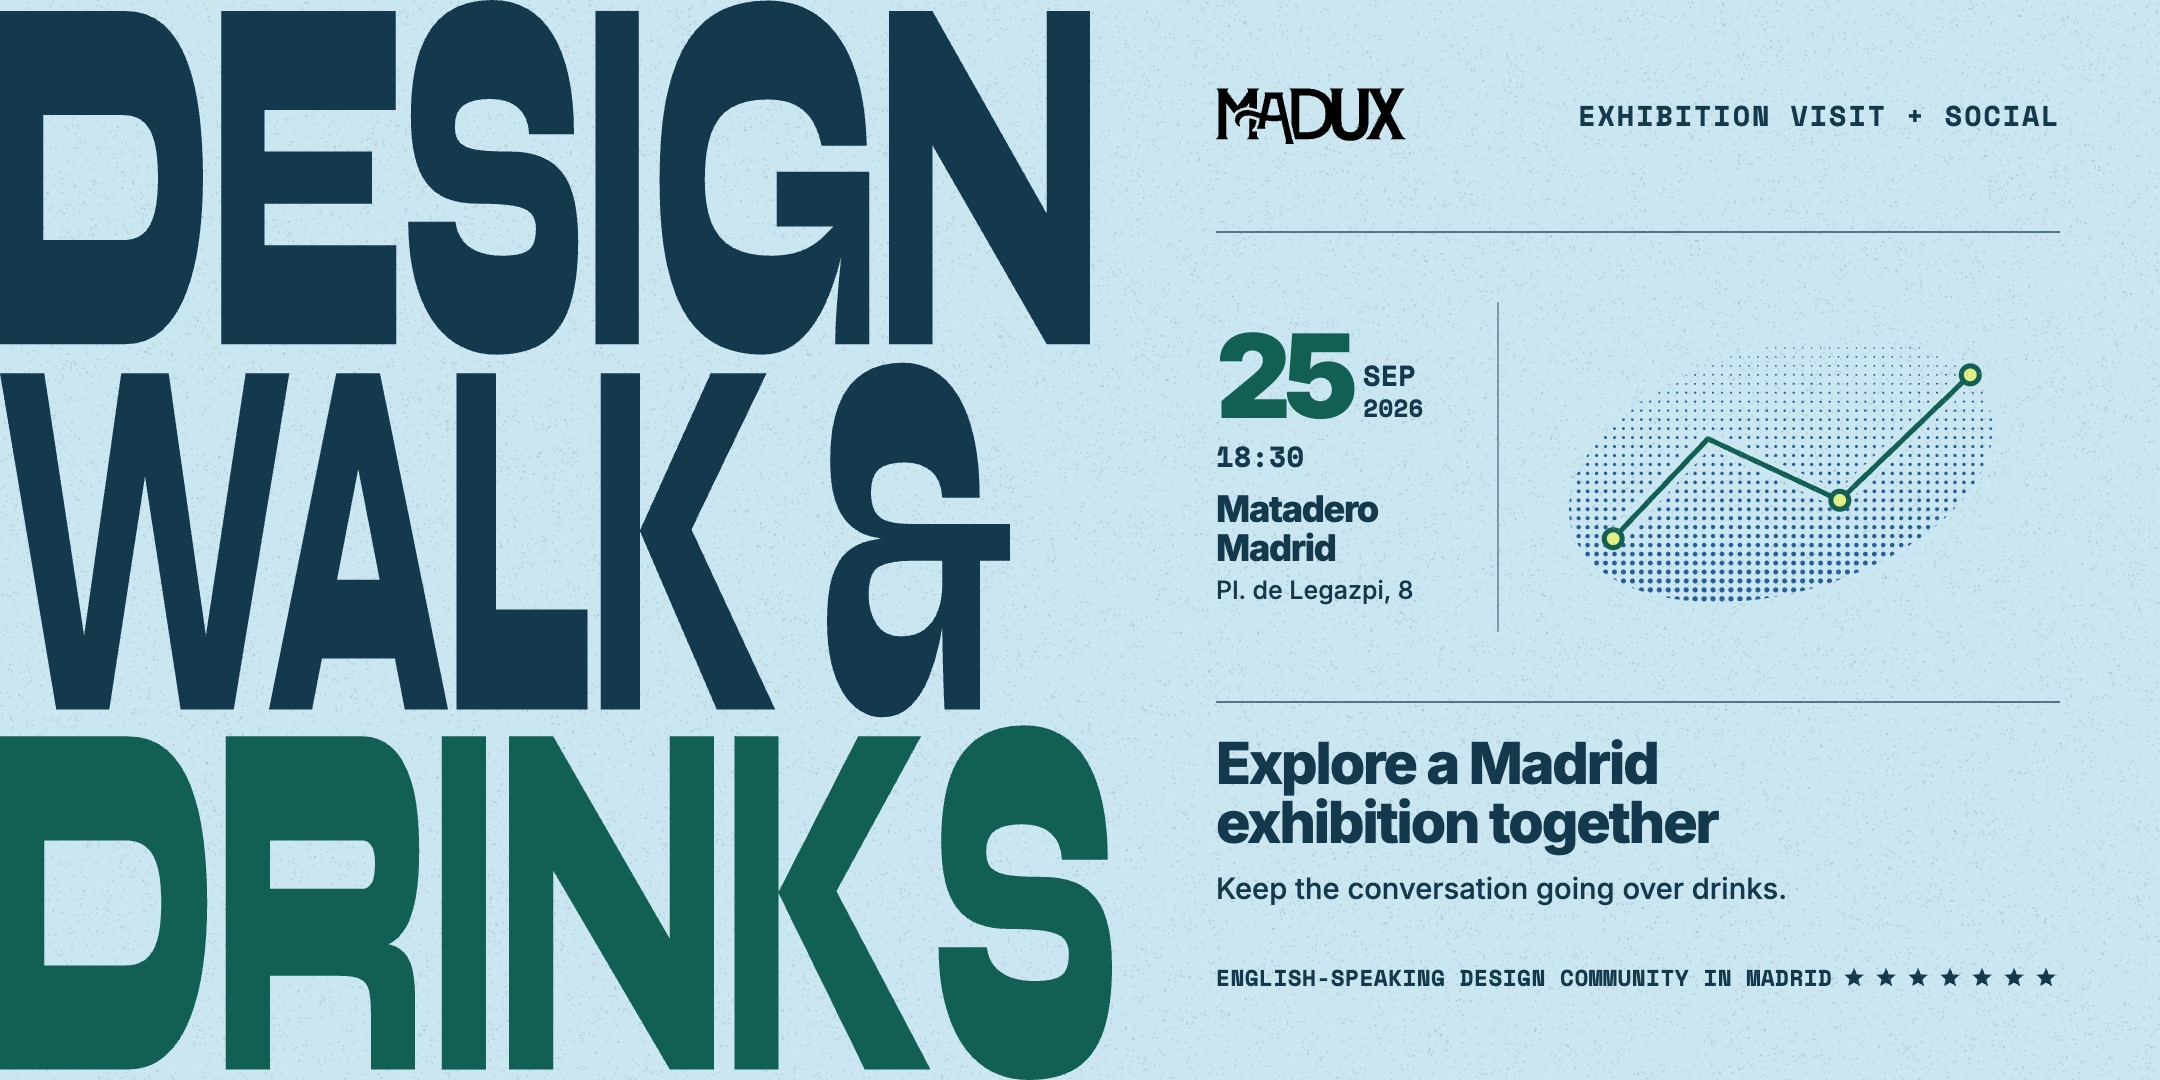 DESIGN
WALK &
DRINKS
MADUX
EXHIBITION VISIT + SOCIAL
25
SEP
2026
18:30
Matadero
Madrid
Pl. de Legazpi, 8
Explore a Madrid
exhibition together
Keep the conversation going over drinks.
ENGLISH-SPEAKING DESIGN COMMUNITY IN MADRID ★ ★ ★ ★ ★ ★ ★